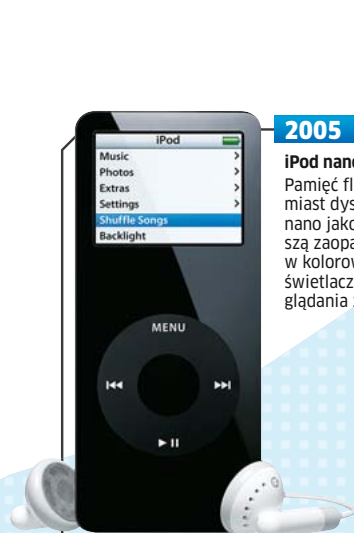 iPod
Music
Photos
Extras
Settings
Shuffle Songs
Backlight
MENU
2005
iPod nano
Pamięć fl
miast dys
nano jako
szą zaopa
w kolorow
świetlacz
glądania